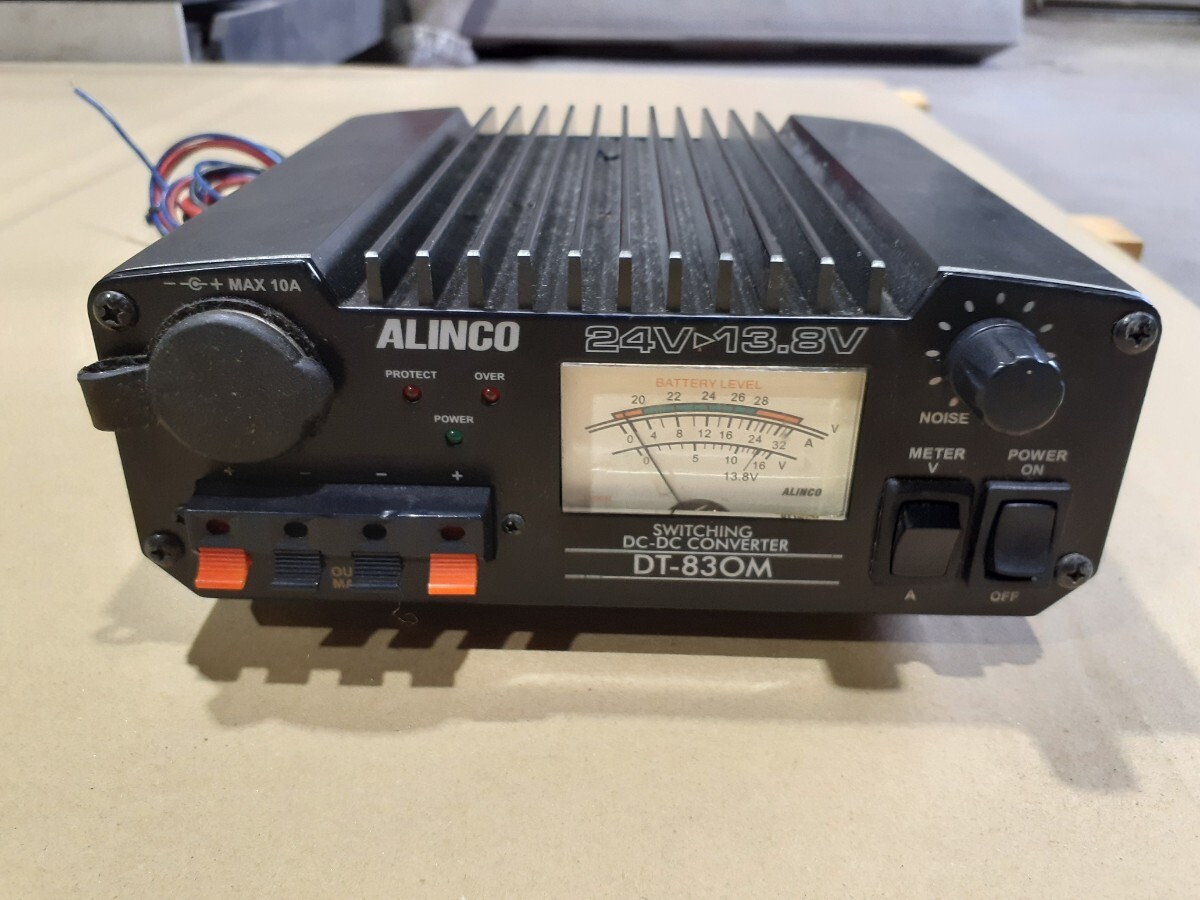 - + MAX 10A
ALINCO
24V▷13.8V
PROTECT
OVER
POWER
+ - - +
BATTERY LEVEL
20 22 24 26 28
V
0 4 8 12 16 24 32
A
0 5 10 16
V
13.8V
ALINCO
SWITCHING
DC-DC CONVERTER
DT-830M
NOISE
METER
V
A
POWER
ON
OFF